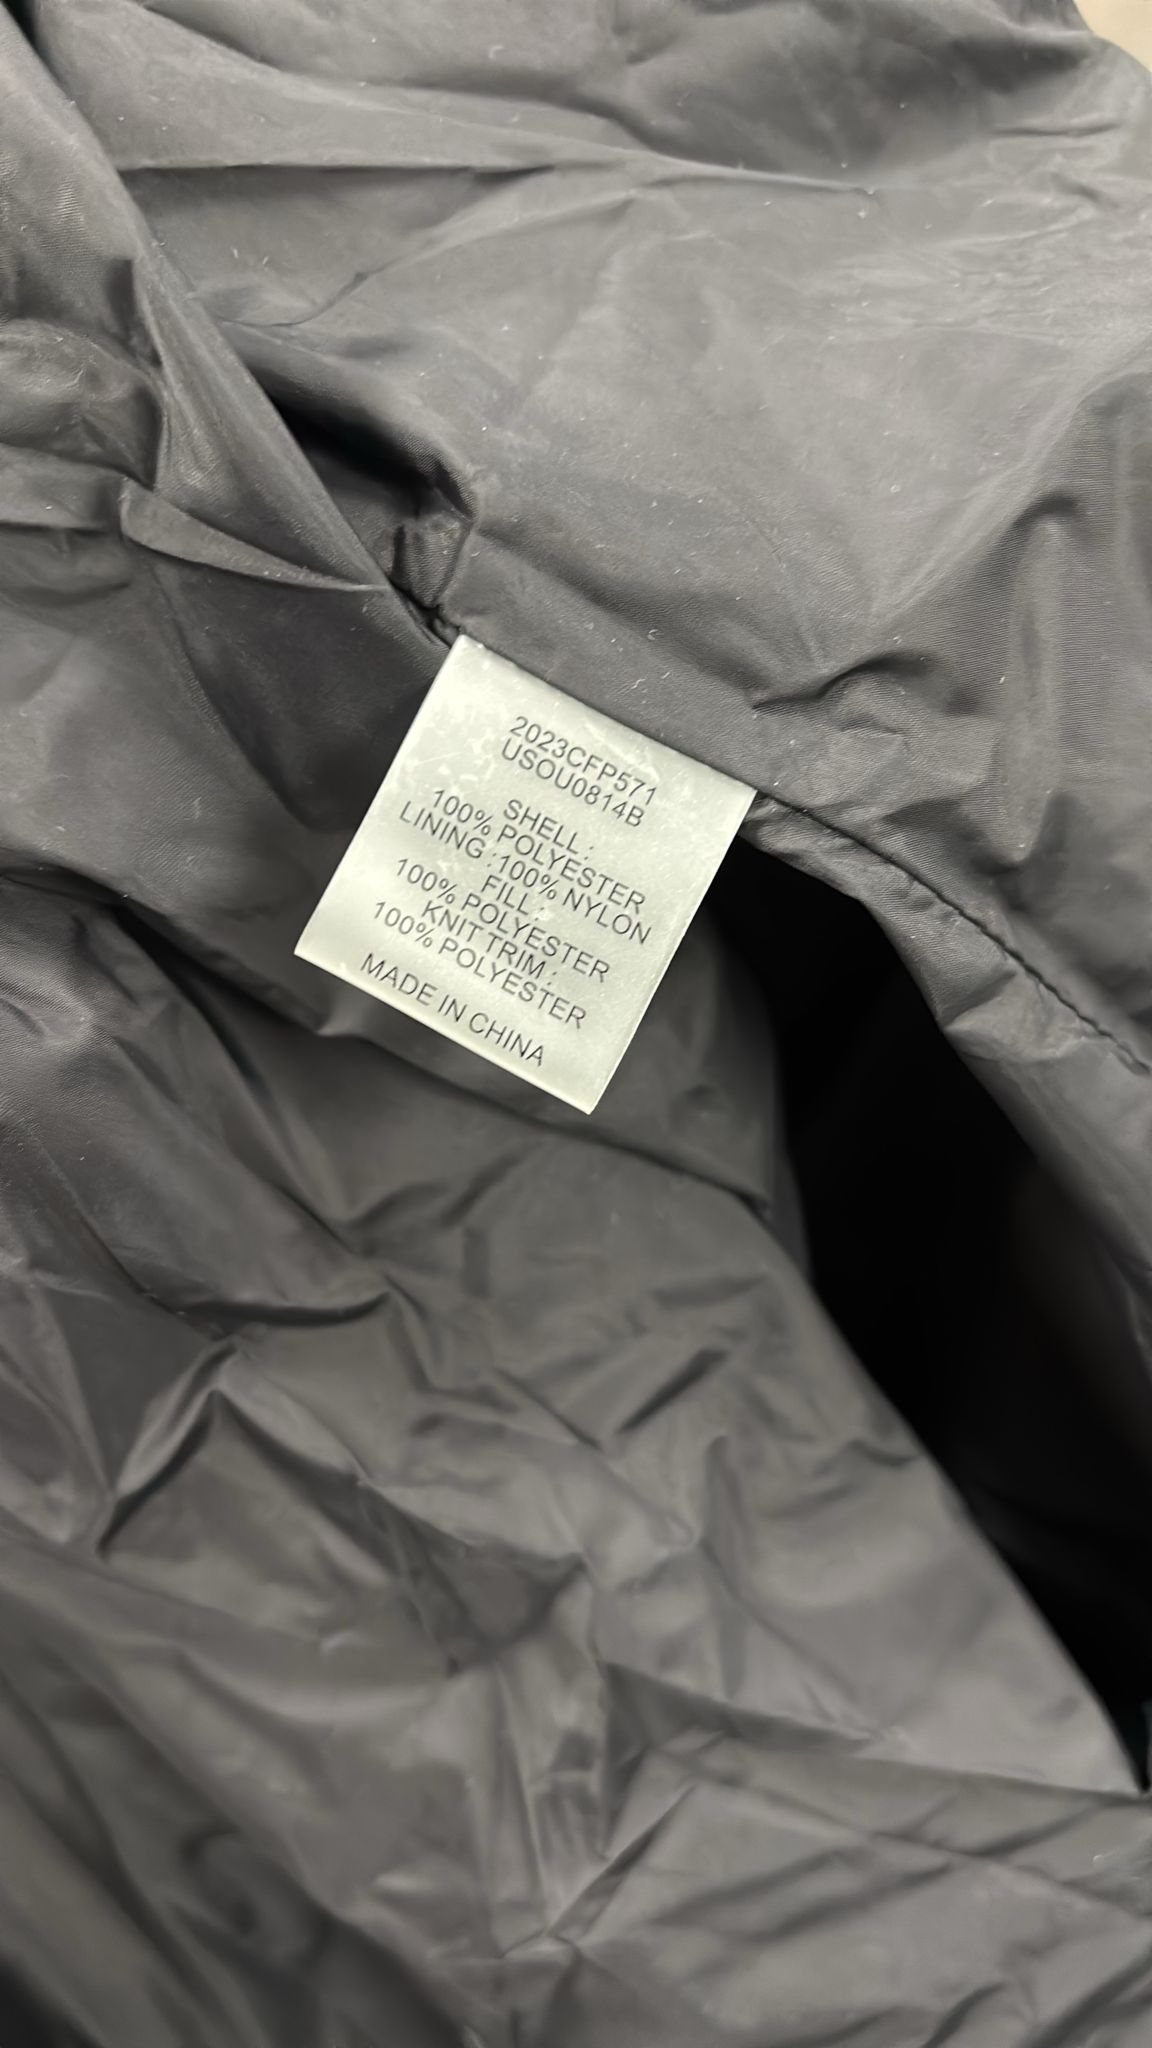 2023CFP571
USOU0814B
SHELL :
100% POLYESTER
LINING :100% NYLON
FILL :
100% POLYESTER
KNIT TRIM :
100% POLYESTER
MADE IN CHINA